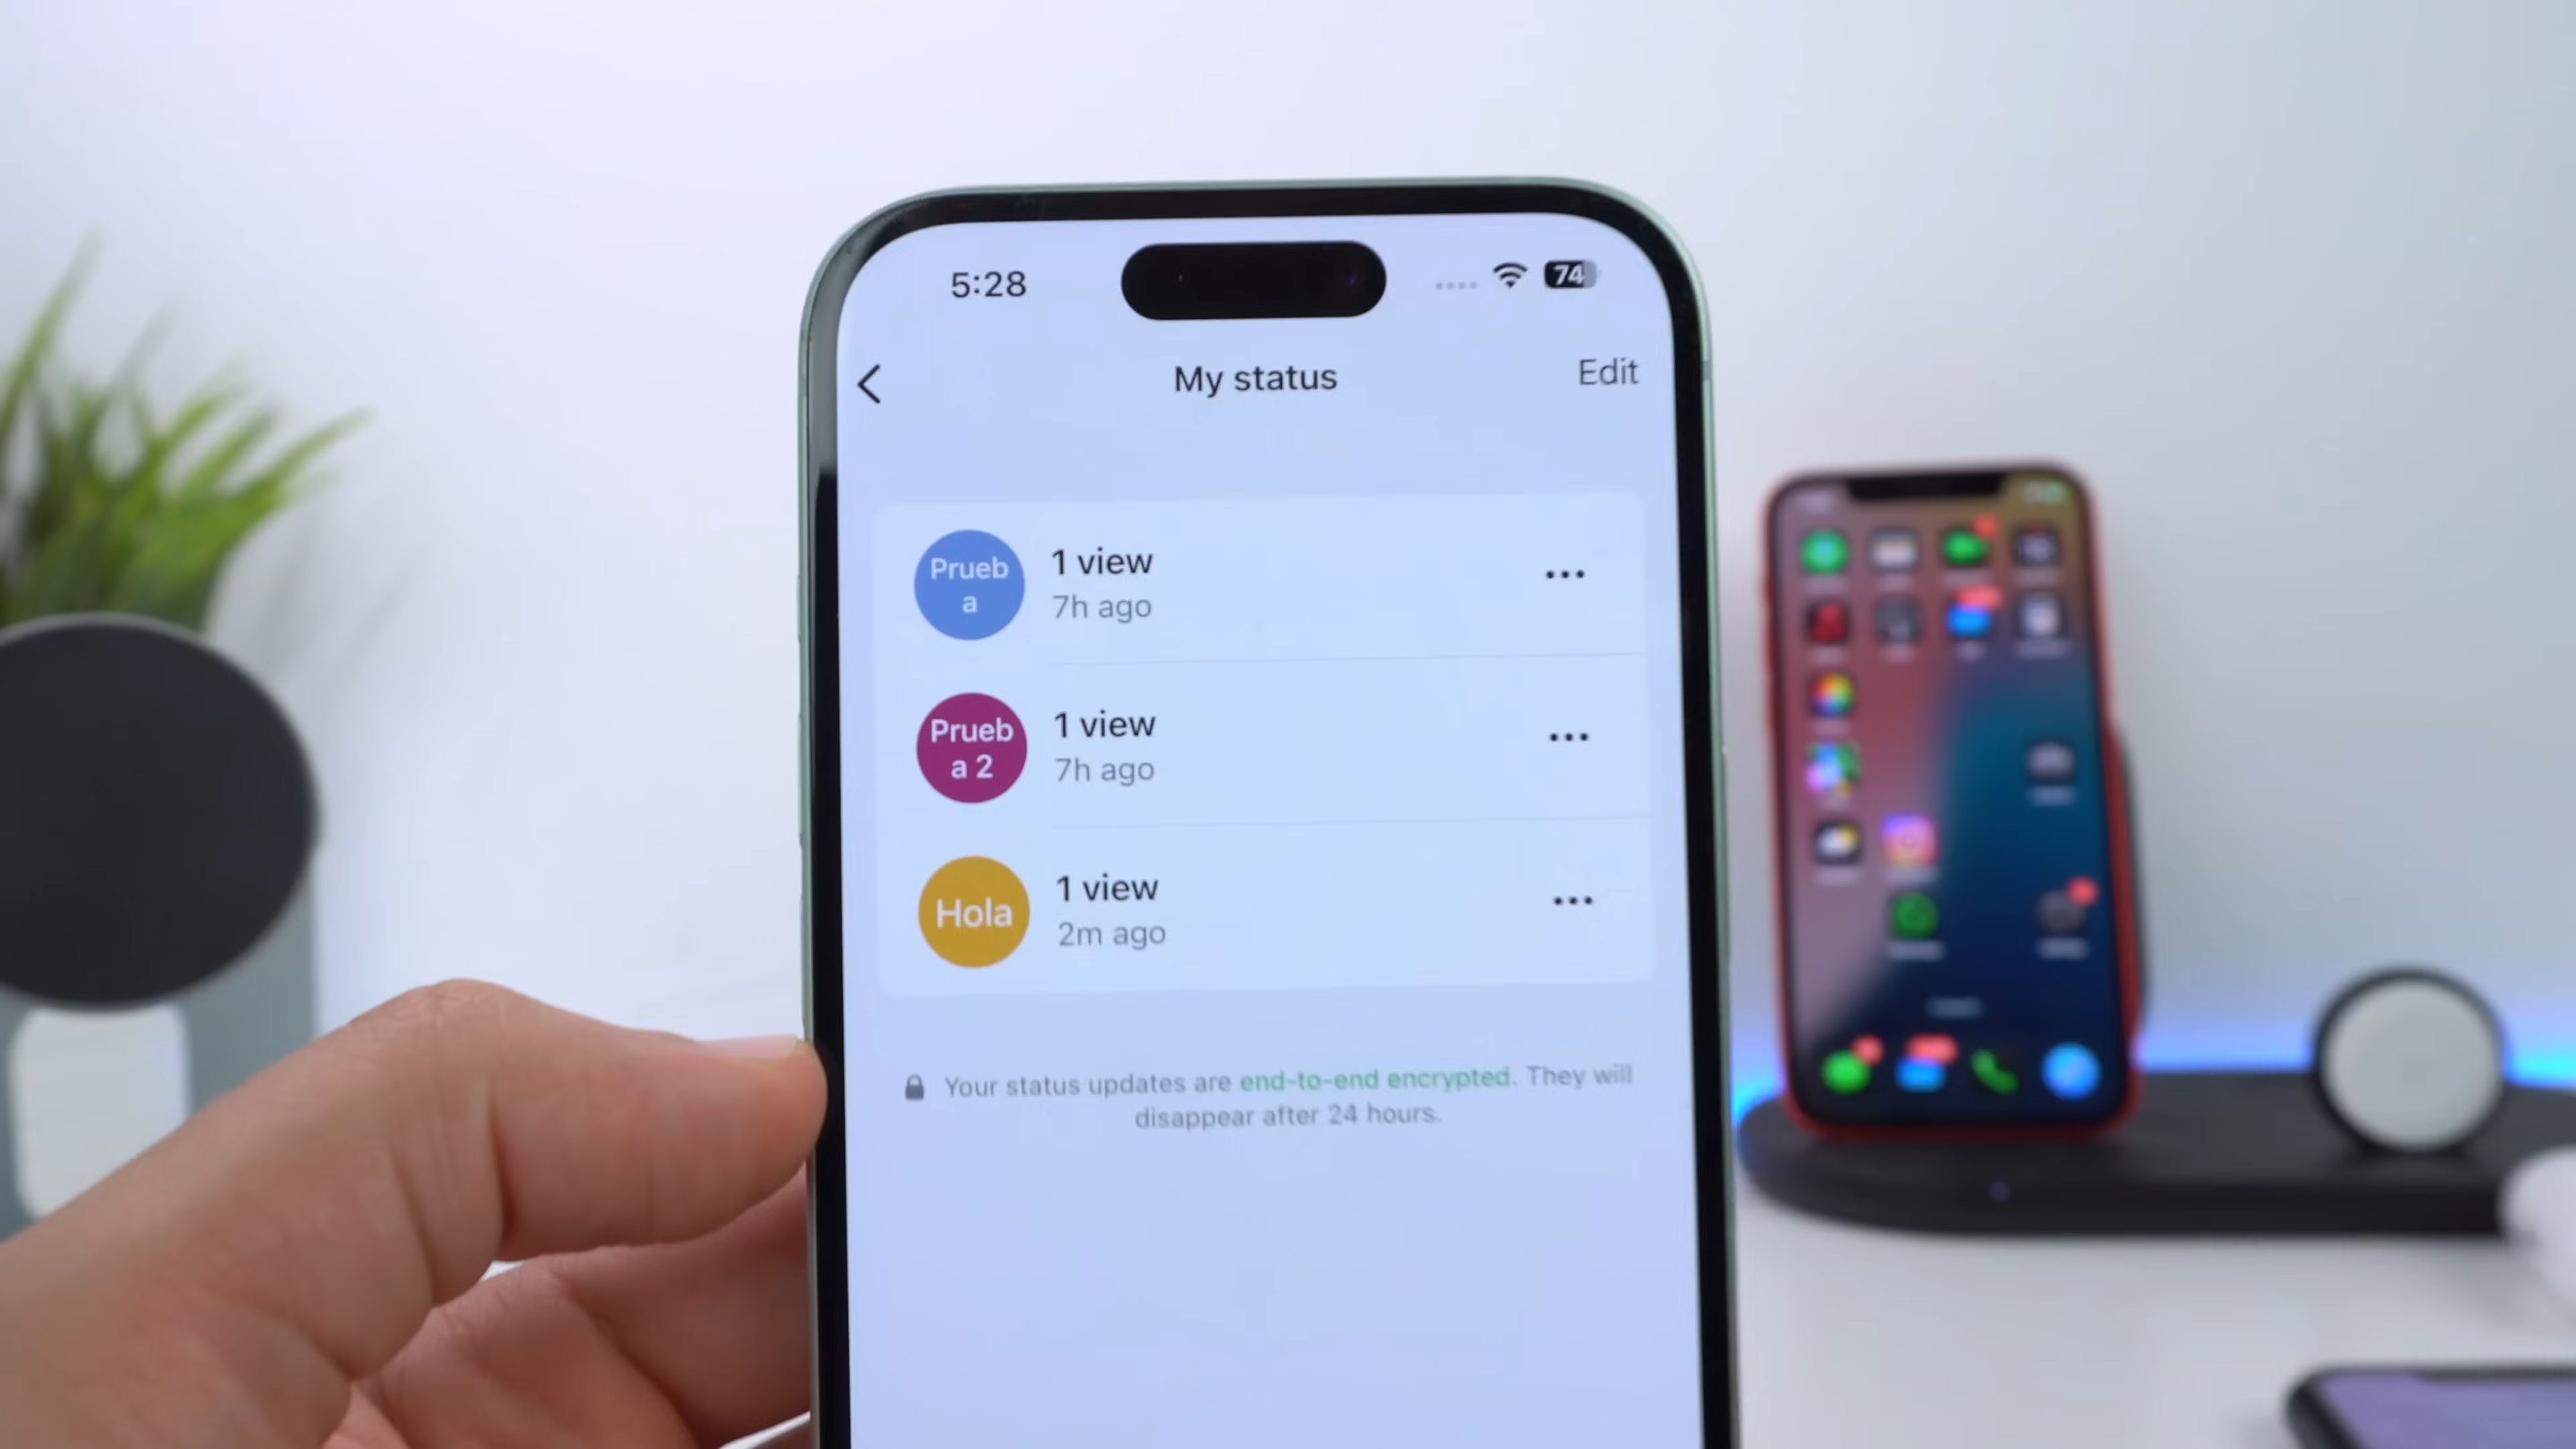 5:28
74
My status
Edit
Prueb
a
1 view
7h ago
Prueb
a 2
1 view
7h ago
Hola
1 view
2m ago
Your status updates are end-to-end encrypted. They will
disappear after 24 hours.